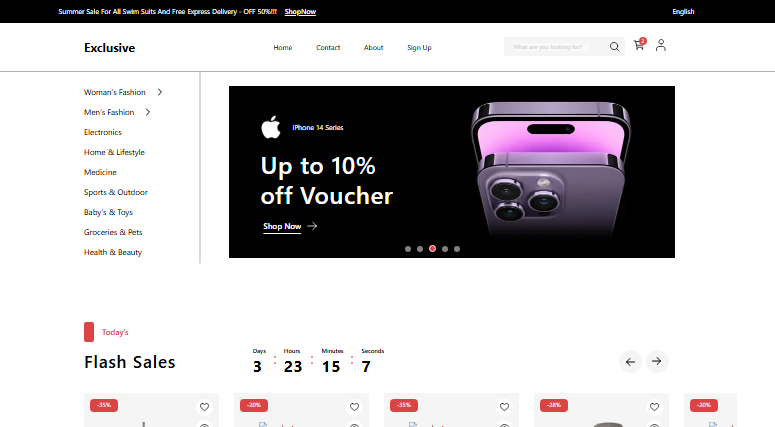 Summer Sale For All Swim Suits And Free Express Delivery - OFF 50%!!! ShopNow English
Exclusive Home Contact About Sign Up What are you looking for? 2
Woman's Fashion
Men's Fashion
Electronics
Home & Lifestyle
Medicine
Sports & Outdoor
Baby's & Toys
Groceries & Pets
Health & Beauty
iPhone 14 Series
Up to 10%
off Voucher
Shop Now
Today's
Flash Sales
Days Hours Minutes Seconds
3 : 23 : 15 : 7
-35% -20% -35% -28% -20%